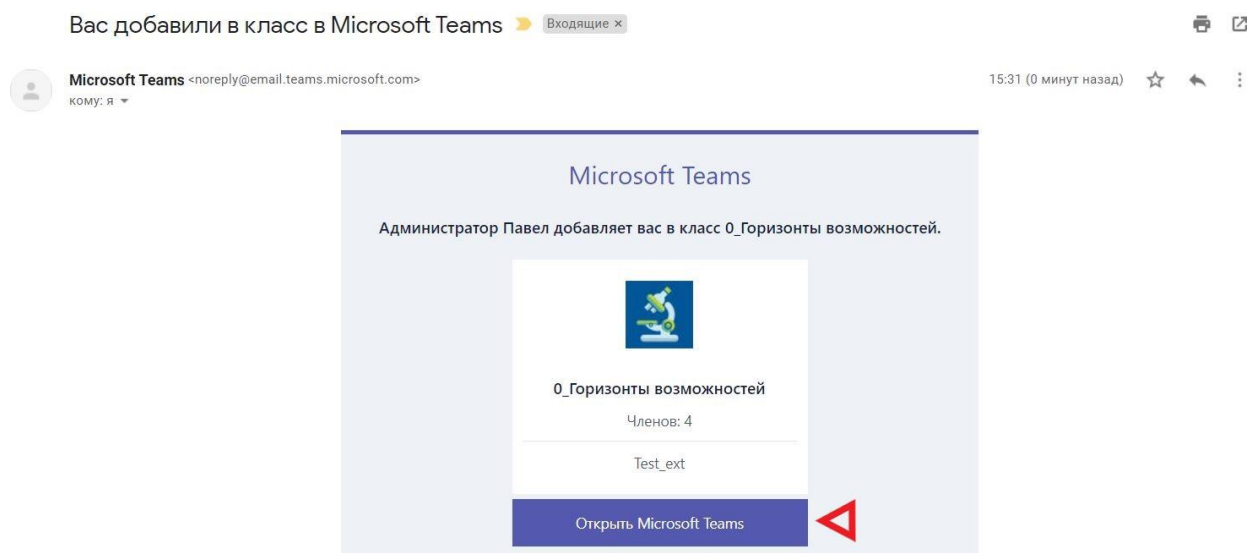 Вас добавили в класс в Microsoft Teams Входящие ×
Microsoft Teams <noreply@email.teams.microsoft.com> 15:31 (0 минут назад)
кому: я
Microsoft Teams
Администратор Павел добавляет вас в класс 0_Горизонты возможностей.
0_Горизонты возможностей
Членов: 4
Test_ext
Открыть Microsoft Teams